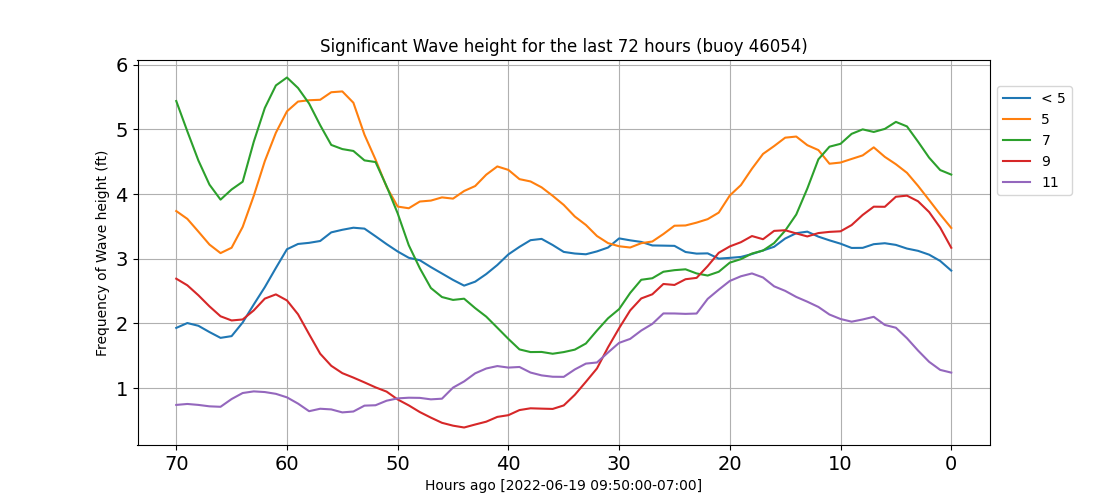 Significant Wave height for the last 72 hours (buoy 46054)
Frequency of Wave height (ft)
6
5
4
3
2
1
70 60 50 40 30 20 10 0
Hours ago [2022-06-19 09:50:00-07:00]
< 5
5
7
9
11